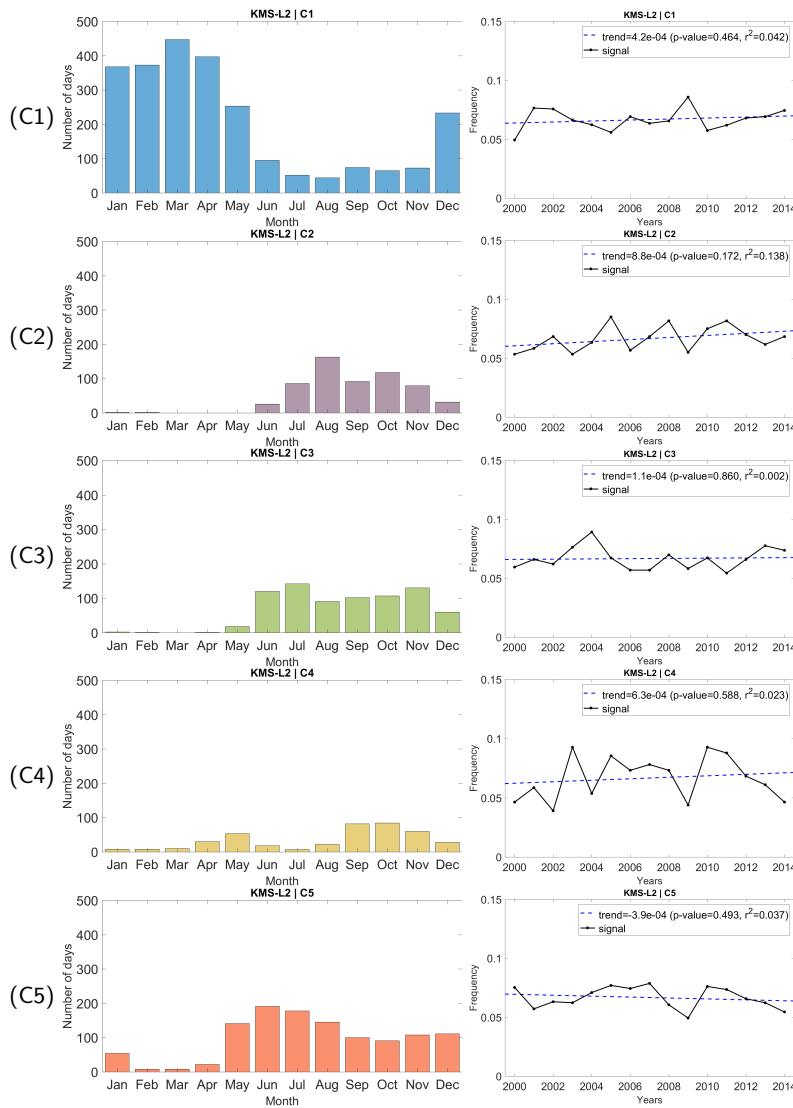 (C1)
KMS-L2 | C1
Number of days
500
400
300
200
100
0
Jan Feb Mar Apr May Jun Jul Aug Sep Oct Nov Dec
Month
KMS-L2 | C1
Frequency
0.15
0.1
0.05
0
trend=4.2e-04 (p-value=0.464, r²=0.042)
signal
2000 2002 2004 2006 2008 2010 2012 2014
Years
(C2)
KMS-L2 | C2
Number of days
500
400
300
200
100
0
Jan Feb Mar Apr May Jun Jul Aug Sep Oct Nov Dec
Month
KMS-L2 | C2
Frequency
0.15
0.1
0.05
0
trend=8.8e-04 (p-value=0.172, r²=0.138)
signal
2000 2002 2004 2006 2008 2010 2012 2014
Years
(C3)
KMS-L2 | C3
Number of days
500
400
300
200
100
0
Jan Feb Mar Apr May Jun Jul Aug Sep Oct Nov Dec
Month
KMS-L2 | C3
Frequency
0.15
0.1
0.05
0
trend=1.1e-04 (p-value=0.860, r²=0.002)
signal
2000 2002 2004 2006 2008 2010 2012 2014
Years
(C4)
KMS-L2 | C4
Number of days
500
400
300
200
100
0
Jan Feb Mar Apr May Jun Jul Aug Sep Oct Nov Dec
Month
KMS-L2 | C4
Frequency
0.15
0.1
0.05
0
trend=6.3e-04 (p-value=0.588, r²=0.023)
signal
2000 2002 2004 2006 2008 2010 2012 2014
Years
(C5)
KMS-L2 | C5
Number of days
500
400
300
200
100
0
Jan Feb Mar Apr May Jun Jul Aug Sep Oct Nov Dec
Month
KMS-L2 | C5
Frequency
0.15
0.1
0.05
0
trend=-3.9e-04 (p-value=0.493, r²=0.037)
signal
2000 2002 2004 2006 2008 2010 2012 2014
Years